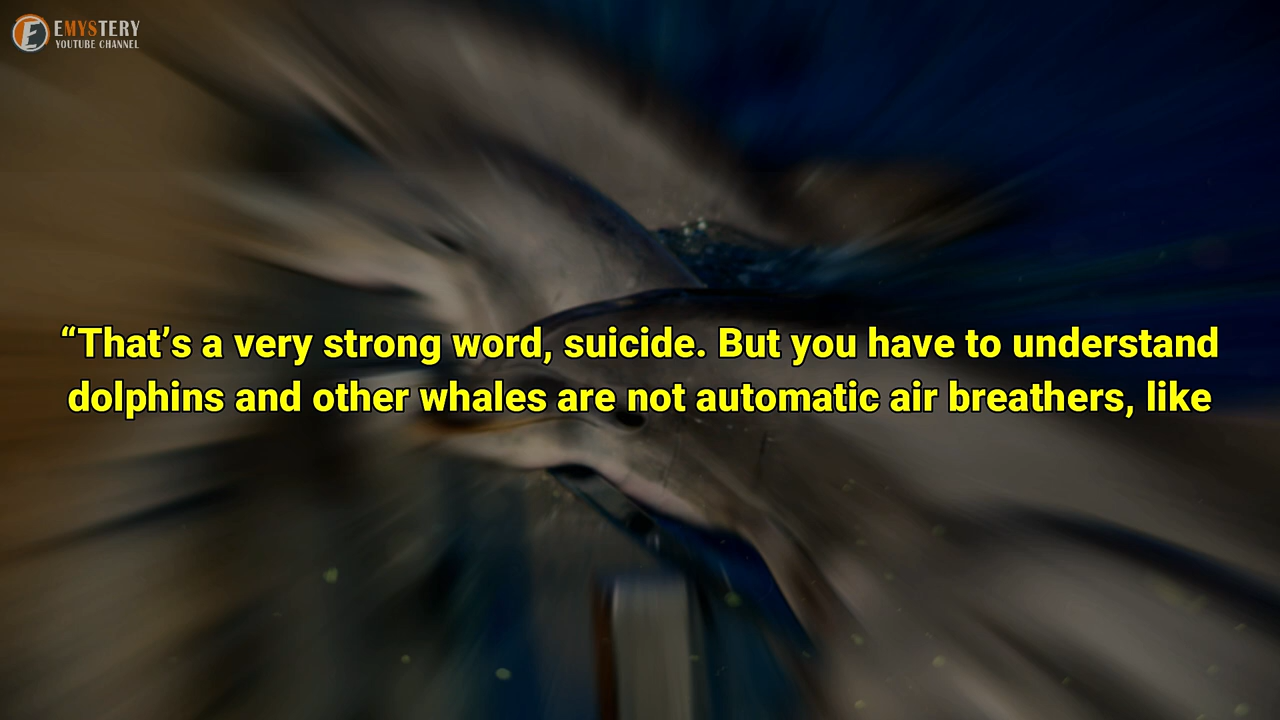 EMYSTERY
YOUTUBE CHANNEL
“That’s a very strong word, suicide. But you have to understand
dolphins and other whales are not automatic air breathers, like